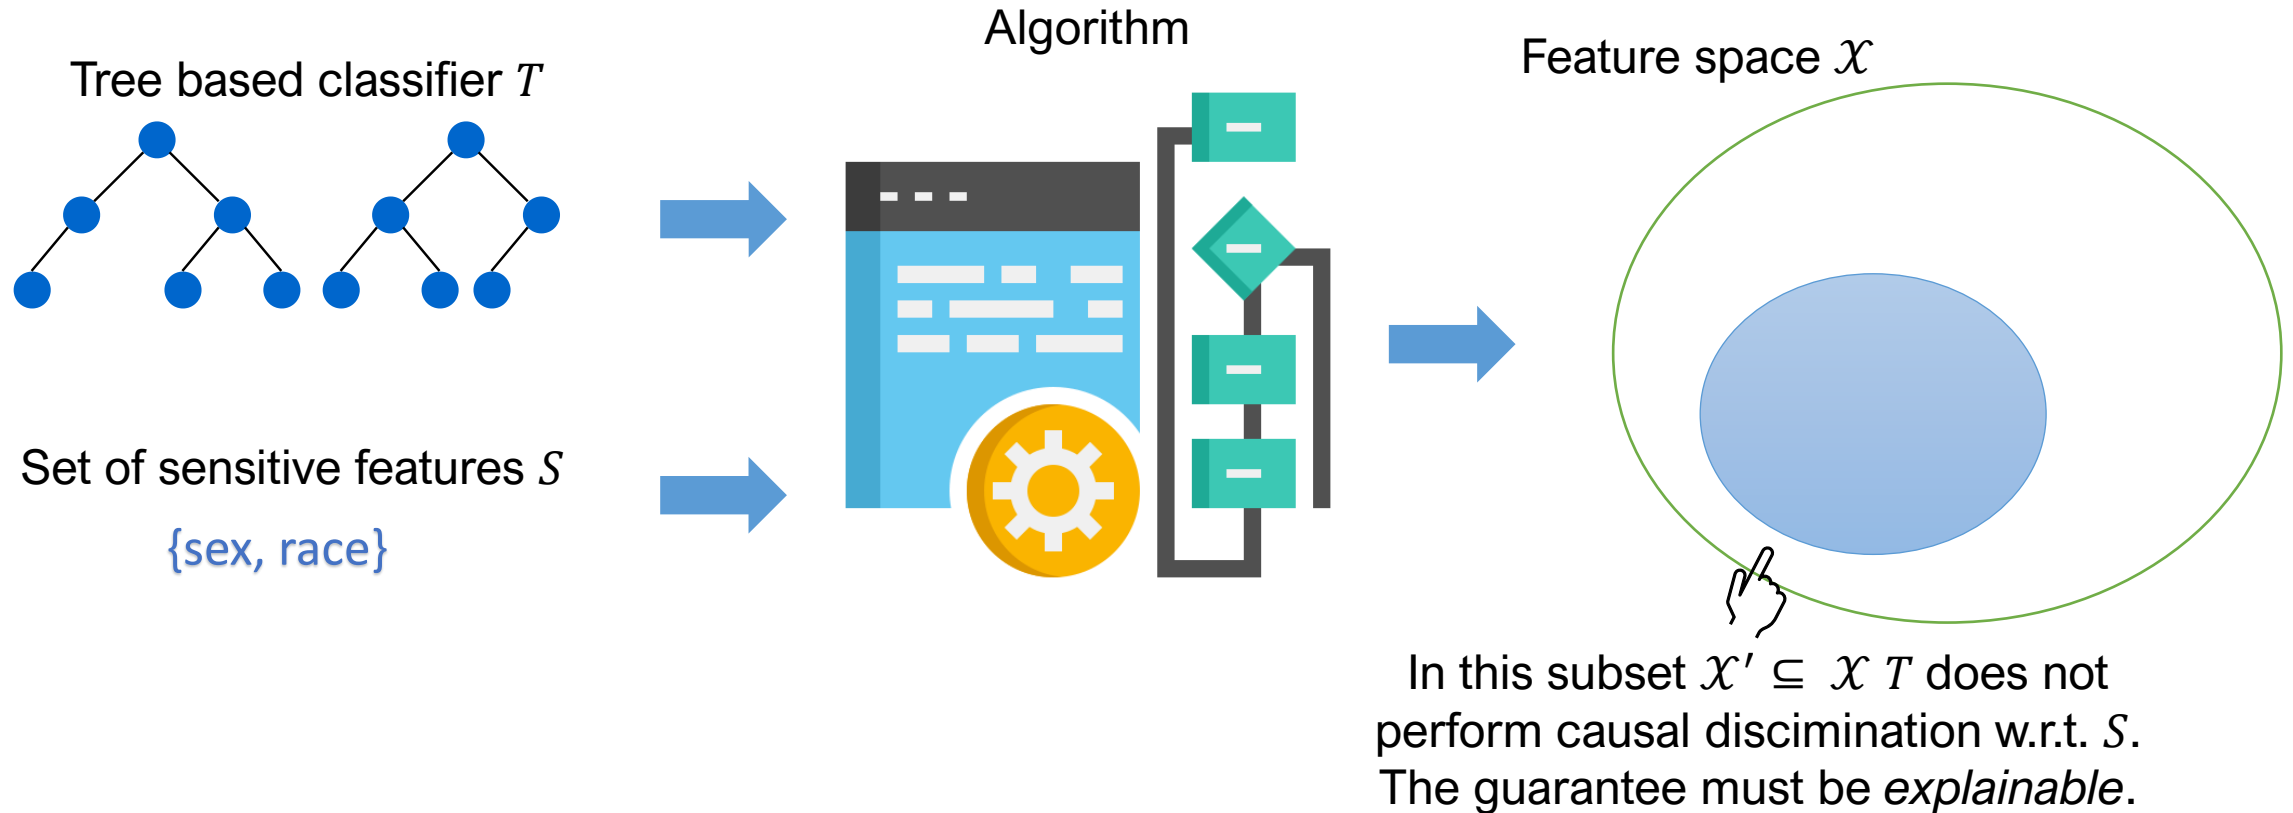 Algorithm
Tree based classifier T
Feature space 𝒳
Set of sensitive features S
{sex, race}
In this subset 𝒳′ ⊆ 𝒳 T does not
perform causal discimination w.r.t. S.
The guarantee must be explainable.